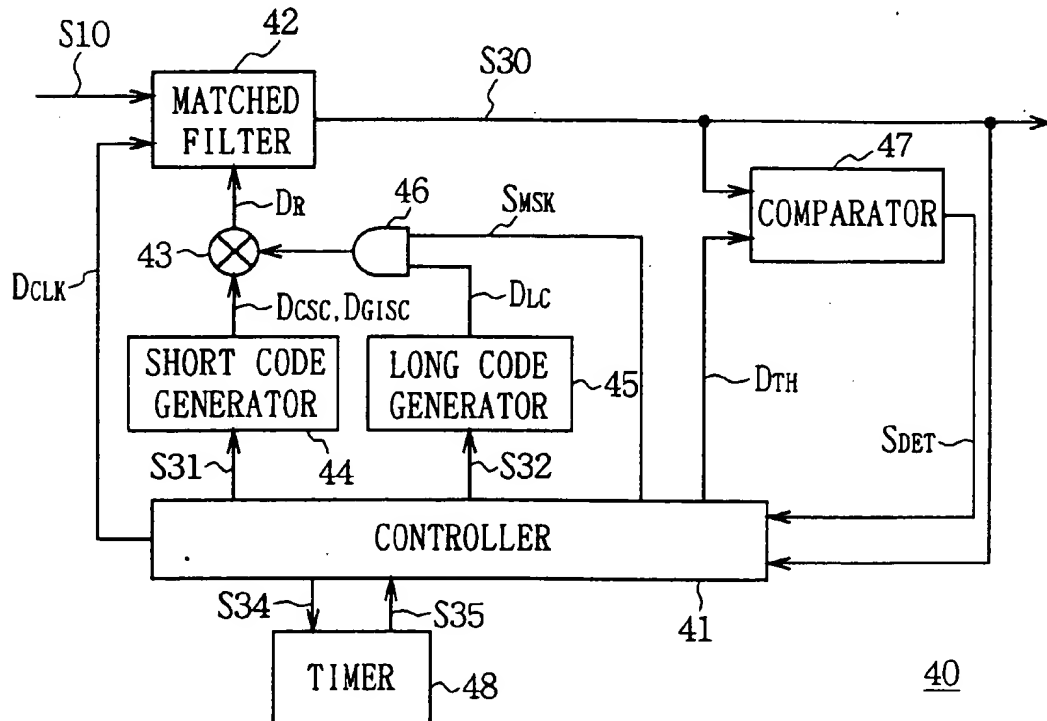 S10
42
S30
MATCHED
FILTER
47
COMPARATOR
DR
46
SMSK
43
DCLK
DCSC, DGISC
DLC
SHORT CODE
GENERATOR
LONG CODE
GENERATOR
45
DTH
SDET
S31
44
S32
CONTROLLER
S34
S35
41
TIMER
48
40